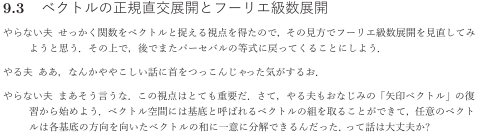 9.3 ベクトルの正規直交展開とフーリエ級数展開
やらない夫 せっかく関数をベクトルと捉える視点を得たので，その見方でフーリエ級数展開を見直してみ
ようと思う．その上で，後でまたパーセバルの等式に戻ってくることにしよう．
やる夫 ああ，なんかややこしい話に首をつっこんじゃった気がするお．
やらない夫 まあそう言うな．この視点はとても重要だ．さて，やる夫もおなじみの「矢印ベクトル」の復
習から始めよう．ベクトル空間には基底と呼ばれるベクトルの組を取ることができて，任意のベクト
ルは各基底の方向を向いたベクトルの和に一意に分解できるんだった．って話は大丈夫か?